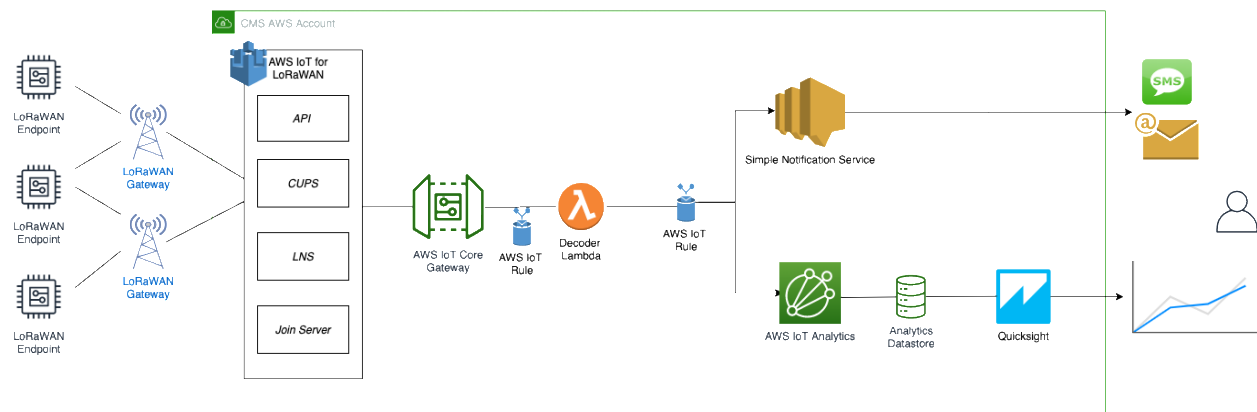 CMS AWS Account
LoRaWAN
Endpoint
LoRaWAN
Endpoint
LoRaWAN
Endpoint
LoRaWAN
Gateway
LoRaWAN
Gateway
AWS IoT for
LoRaWAN
API
CUPS
LNS
Join Server
AWS IoT Core
Gateway
AWS IoT
Rule
Decoder
Lambda
AWS IoT
Rule
Simple Notification Service
SMS
@
AWS IoT Analytics
Analytics
Datastore
Quicksight